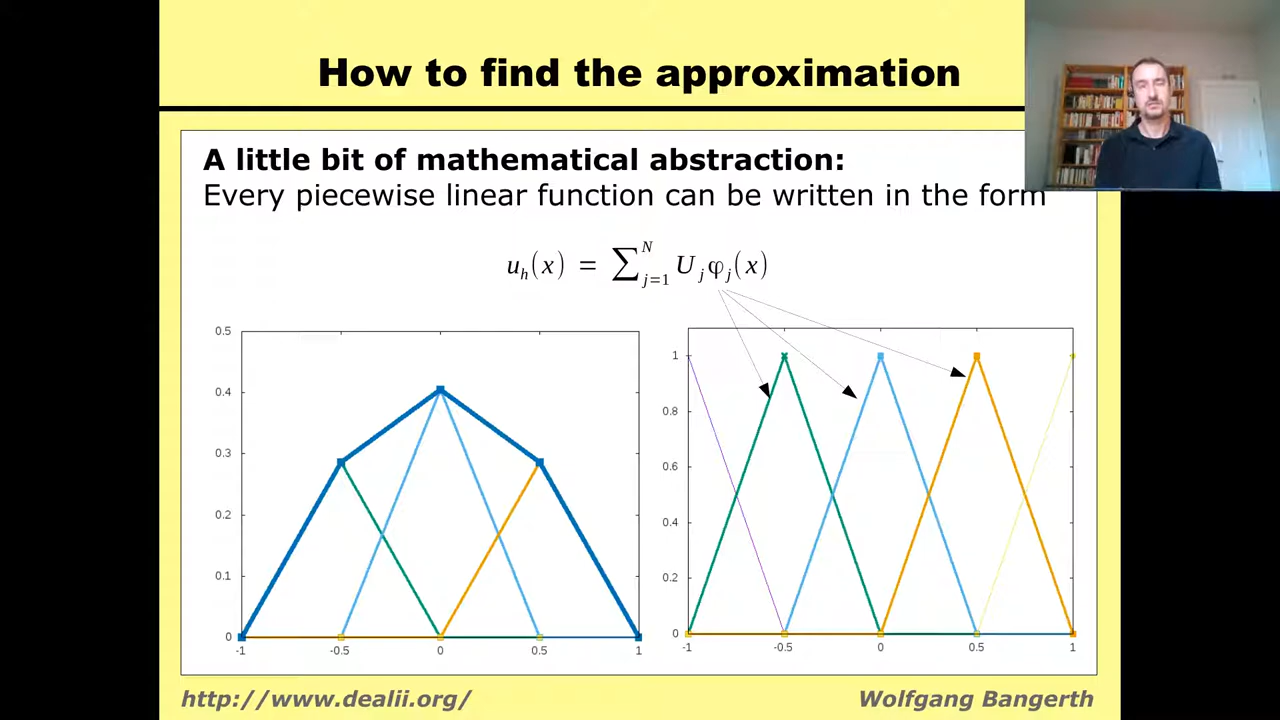 How to find the approximation
A little bit of mathematical abstraction:
Every piecewise linear function can be written in the form
u_h(x) = ∑_{j=1}^N U_j φ_j(x)
0.5
0.4
0.3
0.2
0.1
0
-1 -0.5 0 0.5 1
1
0.8
0.6
0.4
0.2
0
-1 -0.5 0 0.5 1
http://www.dealii.org/ Wolfgang Bangerth